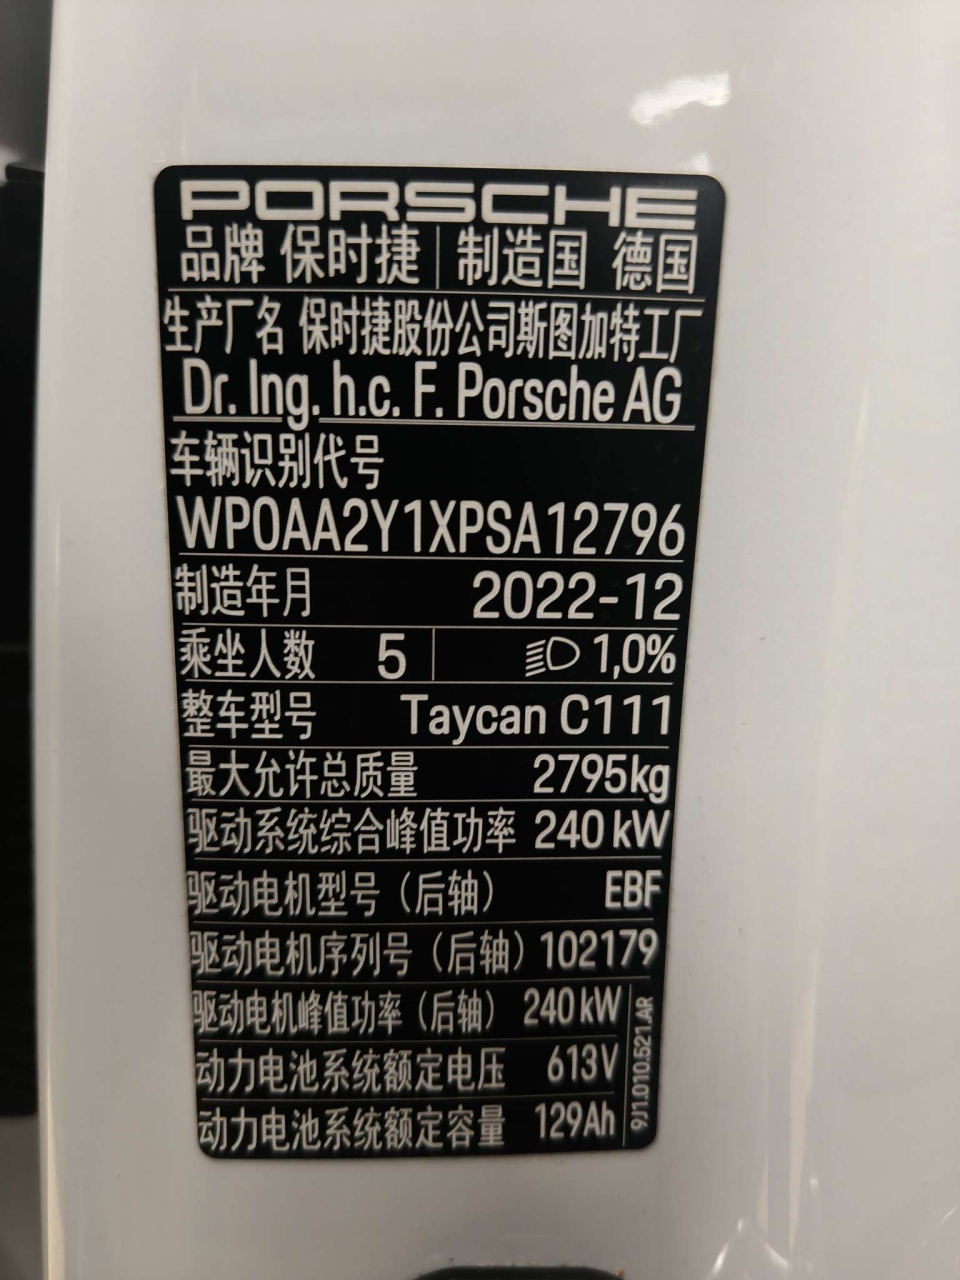 PORSCHE
品牌 保时捷 制造国 德国
生产厂名 保时捷股份公司斯图加特工厂
Dr. Ing. h.c. F. Porsche AG
车辆识别代号
WP0AA2Y1XPSA12796
制造年月 2022-12
乘坐人数 5 1,0%
整车型号 Taycan C111
最大允许总质量 2795kg
驱动系统综合峰值功率 240 kW
驱动电机型号（后轴） EBF
驱动电机序列号（后轴） 102179
驱动电机峰值功率（后轴） 240 kW
动力电池系统额定电压 613V
动力电池系统额定容量 129Ah
9J1.010.521.AR